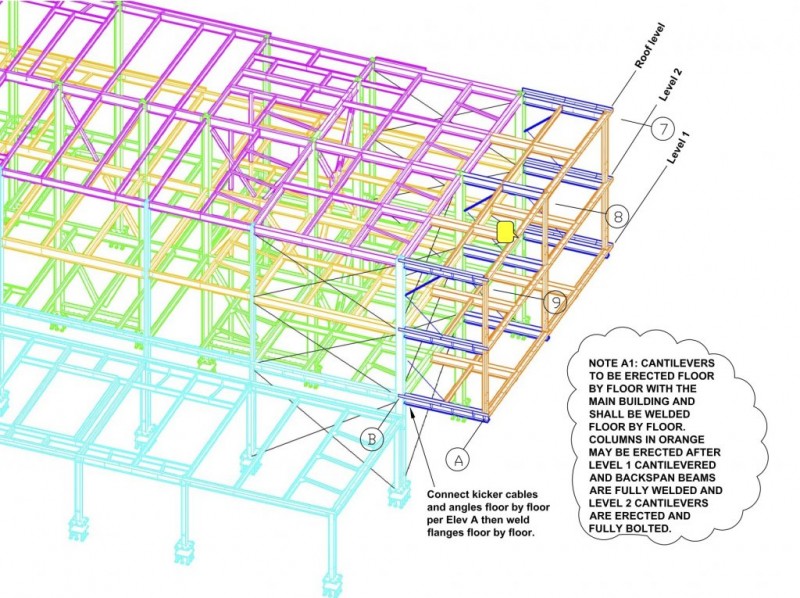 Roof level
Level 2
Level 1
7
8
9
B
A
NOTE A1: CANTILEVERS
TO BE ERECTED FLOOR
BY FLOOR WITH THE
MAIN BUILDING AND
SHALL BE WELDED
FLOOR BY FLOOR.
COLUMNS IN ORANGE
MAY BE ERECTED AFTER
LEVEL 1 CANTILEVERED
AND BACKSPAN BEAMS
ARE FULLY WELDED AND
LEVEL 2 CANTILEVERS
ARE ERECTED AND
FULLY BOLTED.
Connect kicker cables
and angles floor by floor
per Elev A then weld
flanges floor by floor.